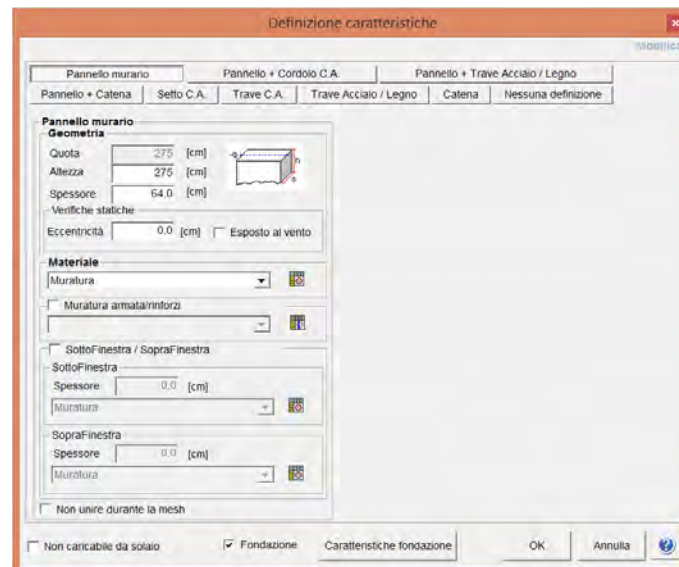 Definizione caratteristiche
Modifica
Pannello murario
Pannello + Cordolo C.A.
Pannello + Trave Acciaio / Legno
Pannello + Catena
Setto C.A.
Trave C.A.
Trave Acciaio / Legno
Catena
Nessuna definizione
Pannello murario
Geometria
Quota 275 [cm]
Altezza 275 [cm]
Spessore 64,0 [cm]
Verifiche statiche
Eccentricità 0,0 [cm] Esposto al vento
Materiale
Muratura
Muratura armata/rinforzi
SottoFinestra / SopraFinestra
SottoFinestra
Spessore 0,0 [cm]
Muratura
SopraFinestra
Spessore 0,0 [cm]
Muratura
Non unire durante la mesh
Non caricabile da solaio
Fondazione
Caratteristiche fondazione
OK
Annulla